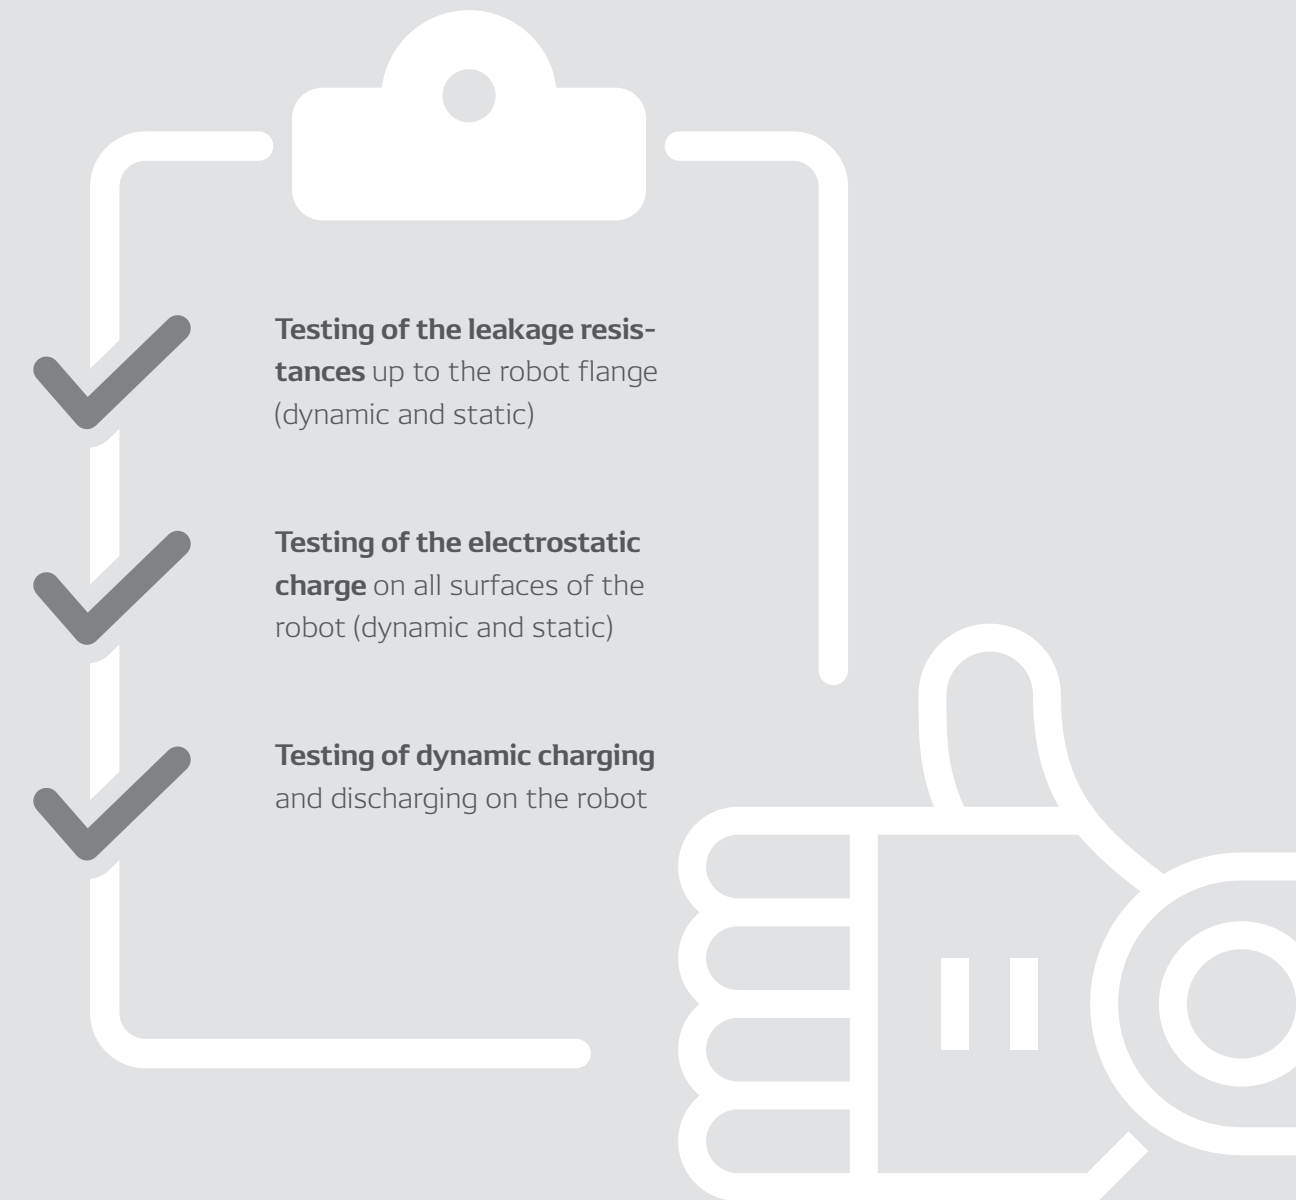 Testing of the leakage resis-
tances up to the robot flange
(dynamic and static)
Testing of the electrostatic
charge on all surfaces of the
robot (dynamic and static)
Testing of dynamic charging
and discharging on the robot